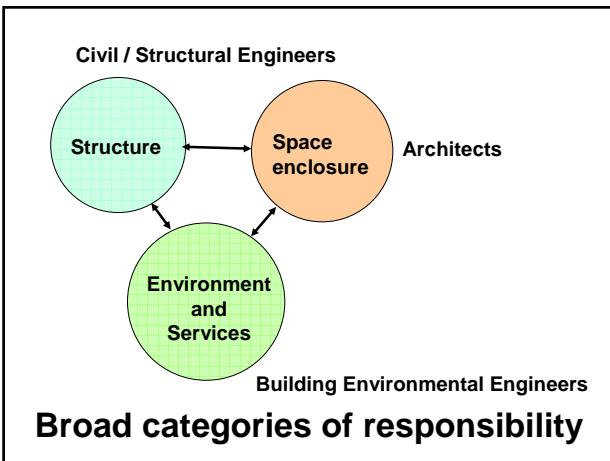 Civil / Structural Engineers
Structure
Space
enclosure
Architects
Environment
and
Services
Building Environmental Engineers
Broad categories of responsibility